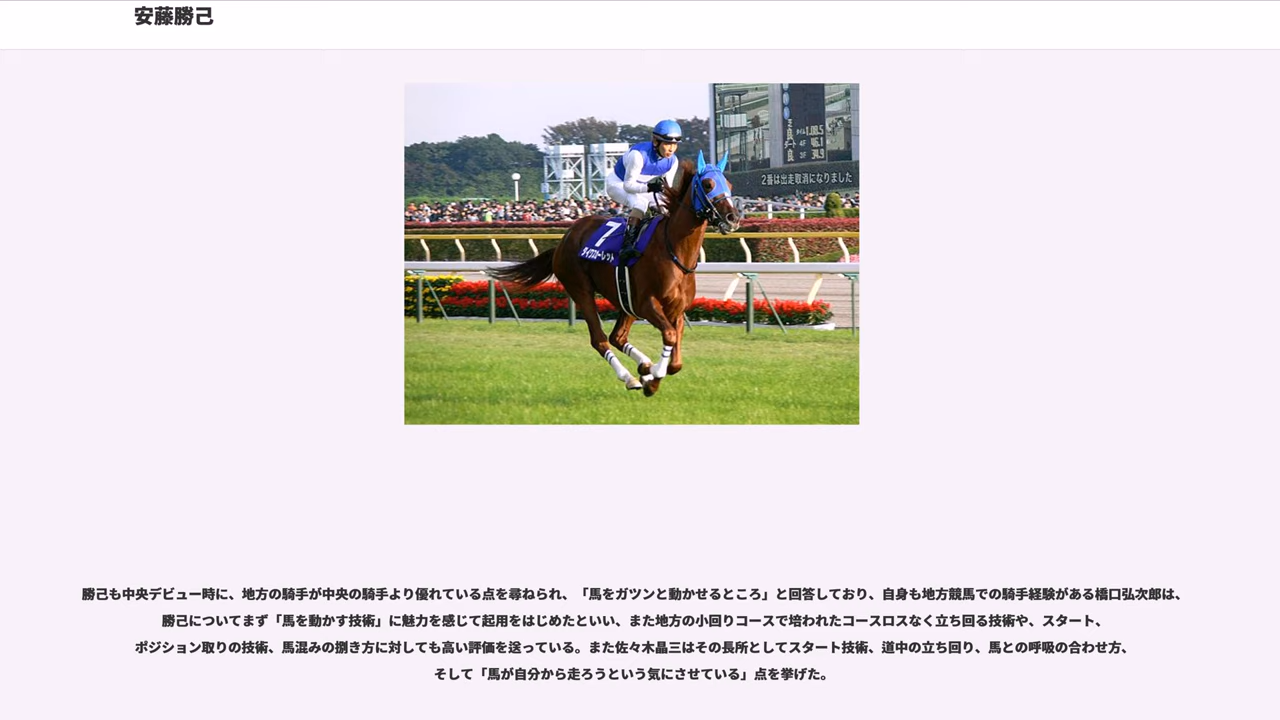 安藤勝己
2番は出走取消になりました
7
ダイワスカーレット
勝己も中央デビュー時に、地方の騎手が中央の騎手より優れている点を尋ねられ、「馬をガツンと動かせるところ」と回答しており、自身も地方競馬での騎手経験がある橋口弘次郎は、
勝己についてまず「馬を動かす技術」に魅力を感じて起用をはじめたといい、また地方の小回りコースで培われたコースロスなく立ち回る技術や、スタート、
ポジション取りの技術、馬混みの捌き方に対しても高い評価を送っている。また佐々木晶三はその長所としてスタート技術、道中の立ち回り、馬との呼吸の合わせ方、
そして「馬が自分から走ろうという気にさせている」点を挙げた。